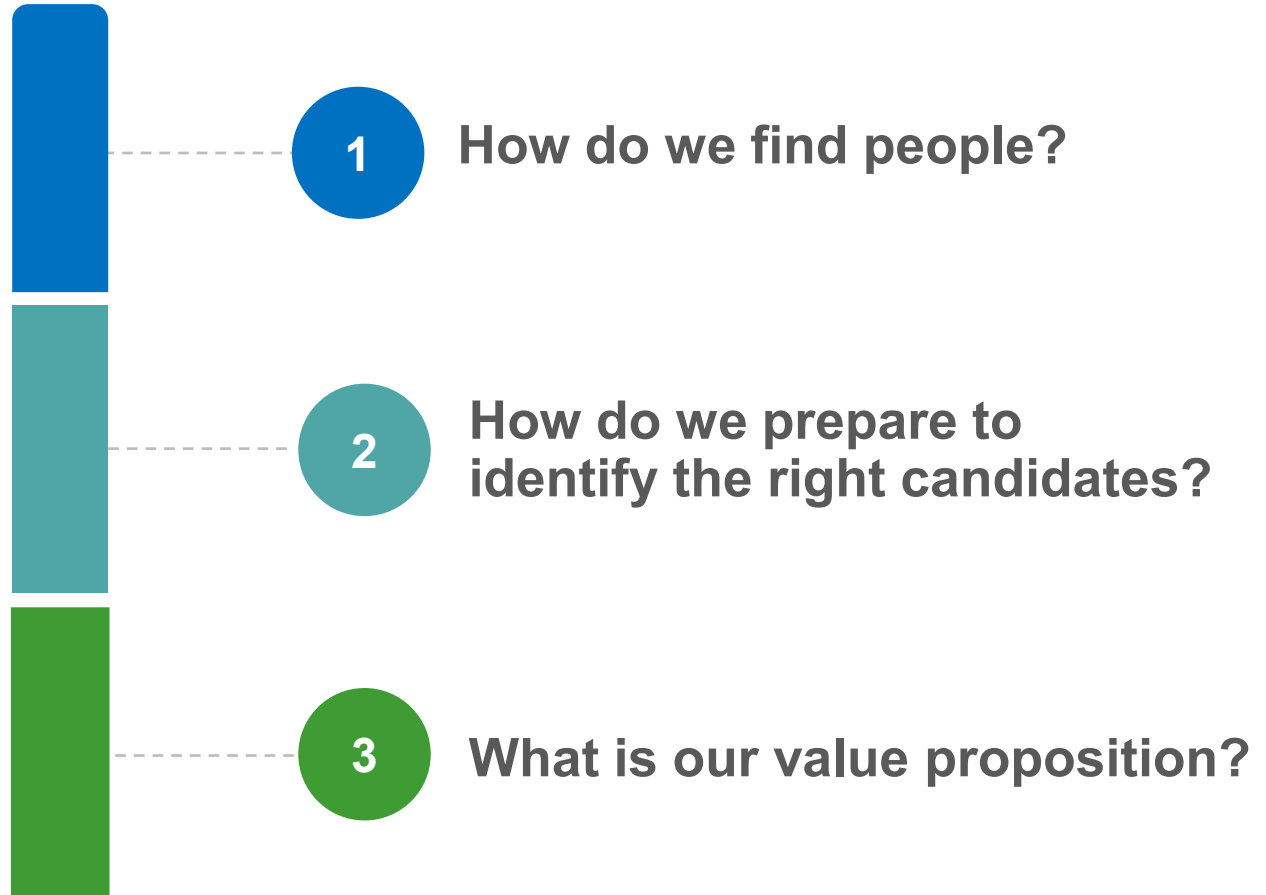 1
How do we find people?
2
How do we prepare to
identify the right candidates?
3
What is our value proposition?